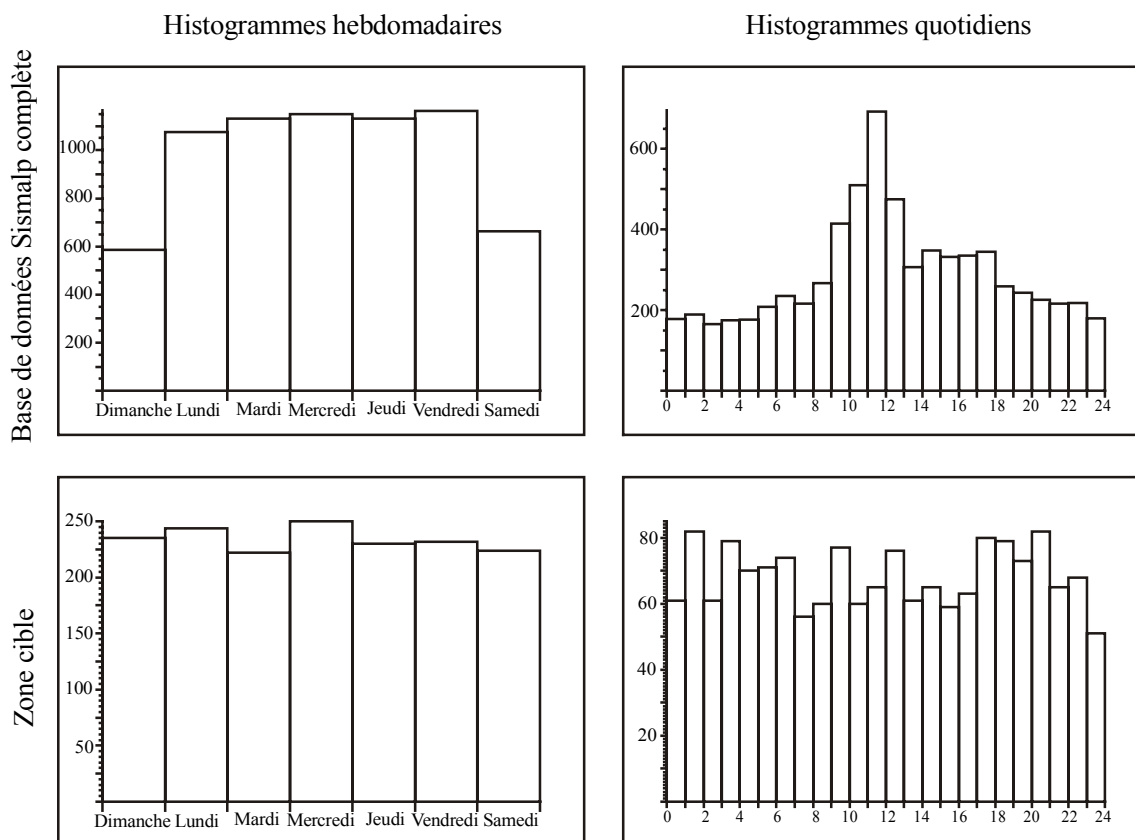 Histogrammes hebdomadaires
Histogrammes quotidiens
Base de données Sismalp complète
1000
800
600
400
200
Dimanche Lundi Mardi Mercredi Jeudi Vendredi Samedi
600
400
200
0 2 4 6 8 10 12 14 16 18 20 22 24
Zone cible
250
200
150
100
50
Dimanche Lundi Mardi Mercredi Jeudi Vendredi Samedi
80
60
40
20
0 2 4 6 8 10 12 14 16 18 20 22 24